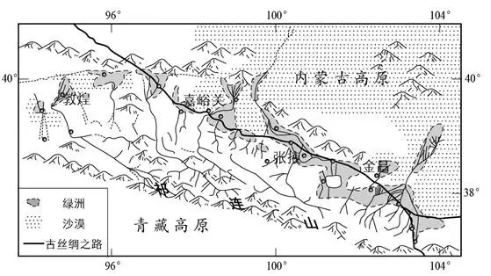 96° 100° 104°
40° 40°
内蒙古高原
敦煌
嘉峪关
张掖
金昌
38°
祁连山
青藏高原
绿洲
沙漠
古丝绸之路
96° 100° 104°